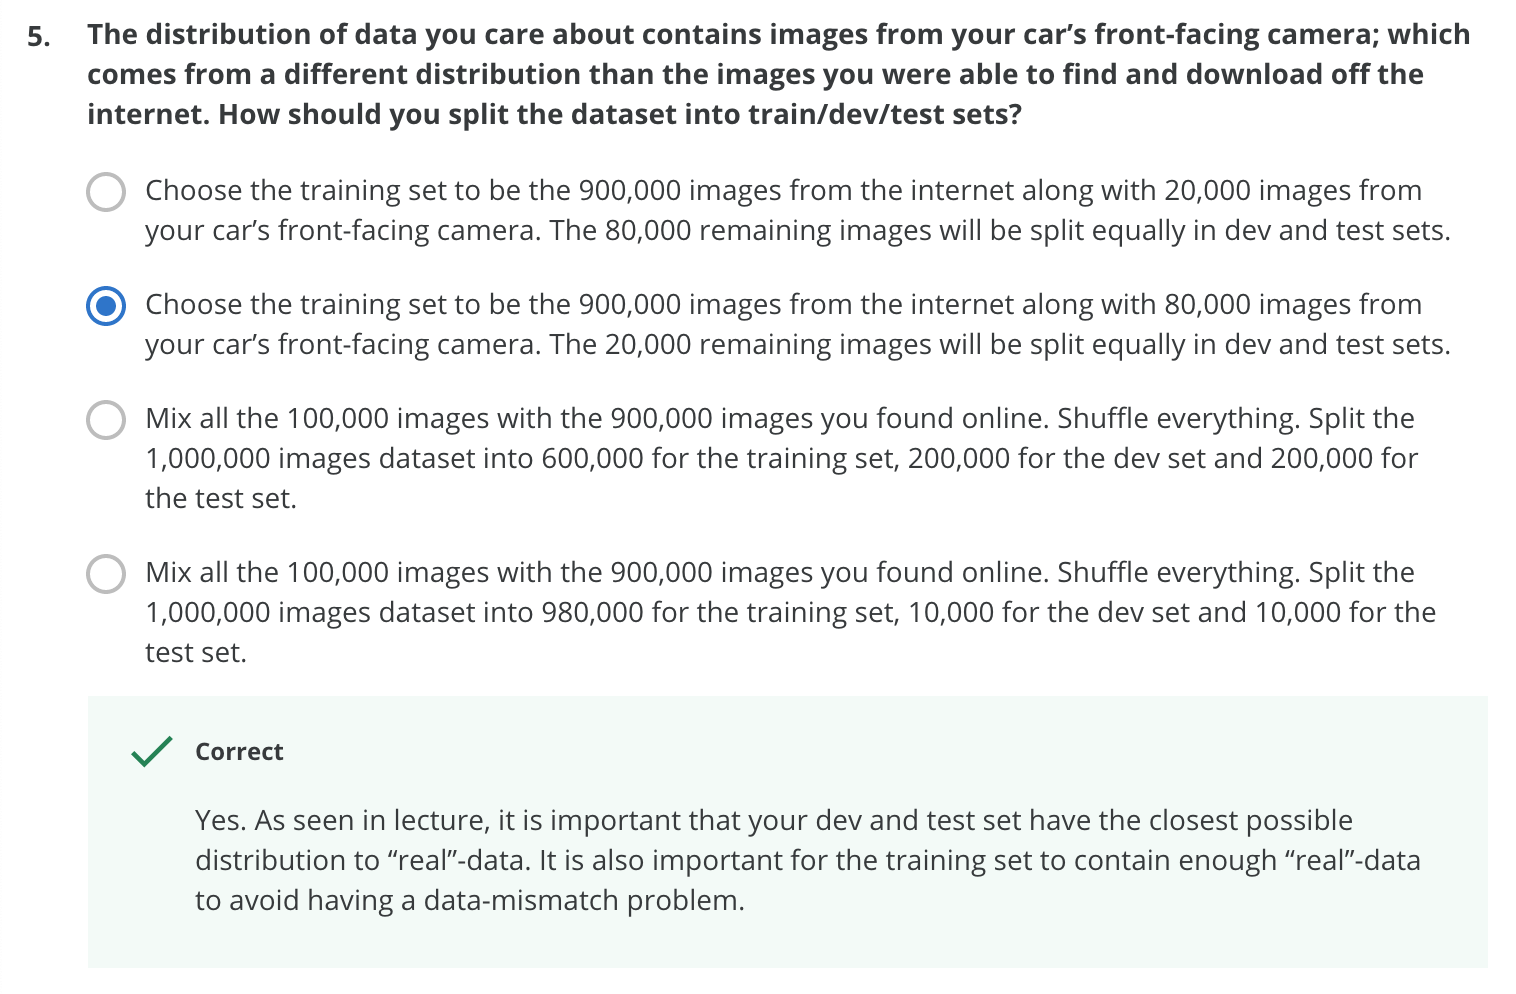 5. The distribution of data you care about contains images from your car’s front-facing camera; which
comes from a different distribution than the images you were able to find and download off the
internet. How should you split the dataset into train/dev/test sets?
Choose the training set to be the 900,000 images from the internet along with 20,000 images from
your car’s front-facing camera. The 80,000 remaining images will be split equally in dev and test sets.
Choose the training set to be the 900,000 images from the internet along with 80,000 images from
your car’s front-facing camera. The 20,000 remaining images will be split equally in dev and test sets.
Mix all the 100,000 images with the 900,000 images you found online. Shuffle everything. Split the
1,000,000 images dataset into 600,000 for the training set, 200,000 for the dev set and 200,000 for
the test set.
Mix all the 100,000 images with the 900,000 images you found online. Shuffle everything. Split the
1,000,000 images dataset into 980,000 for the training set, 10,000 for the dev set and 10,000 for the
test set.
Correct
Yes. As seen in lecture, it is important that your dev and test set have the closest possible
distribution to “real”-data. It is also important for the training set to contain enough “real”-data
to avoid having a data-mismatch problem.